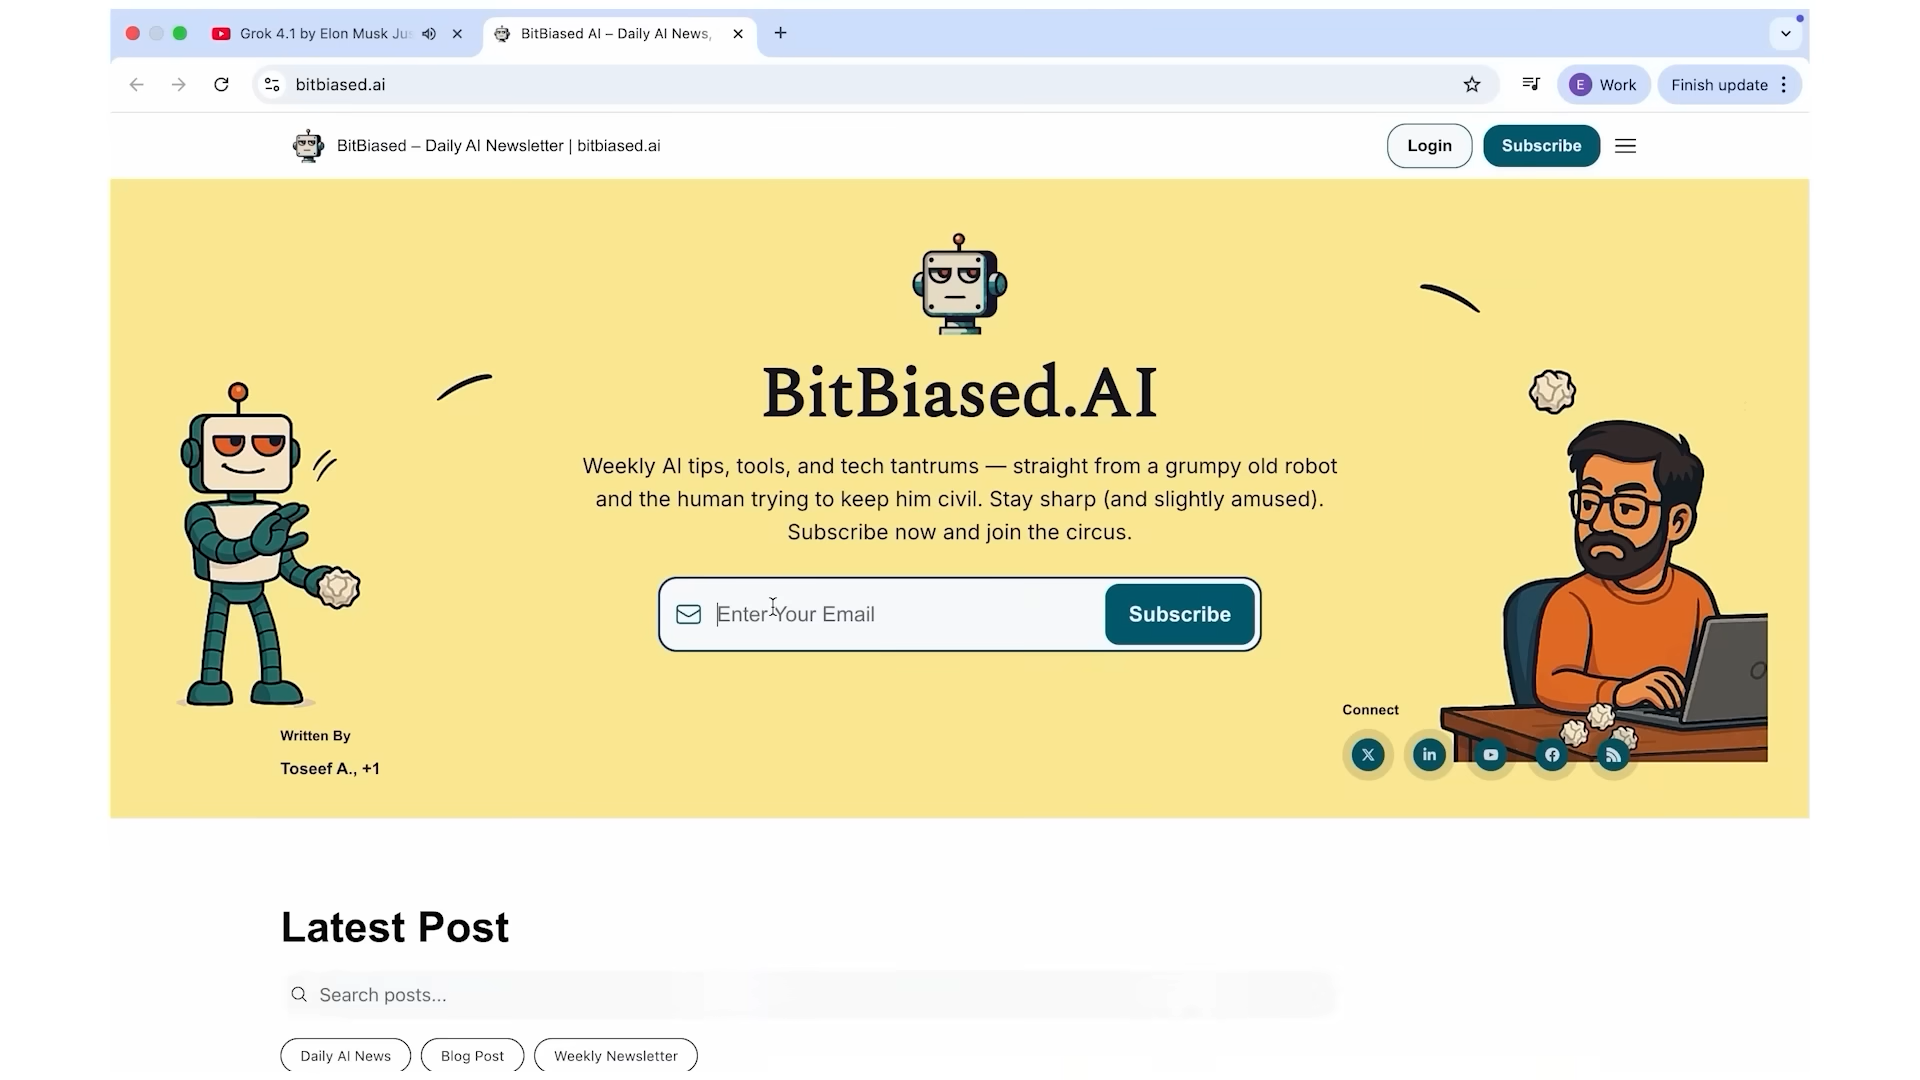 Grok 4.1 by Elon Musk Jus
BitBiased AI – Daily AI News,
bitbiased.ai
E Work
Finish update
BitBiased – Daily AI Newsletter | bitbiased.ai
Login
Subscribe
BitBiased.AI
Weekly AI tips, tools, and tech tantrums — straight from a grumpy old robot
and the human trying to keep him civil. Stay sharp (and slightly amused).
Subscribe now and join the circus.
Enter Your Email
Subscribe
Connect
Written By
Toseef A., +1
Latest Post
Search posts...
Daily AI News
Blog Post
Weekly Newsletter